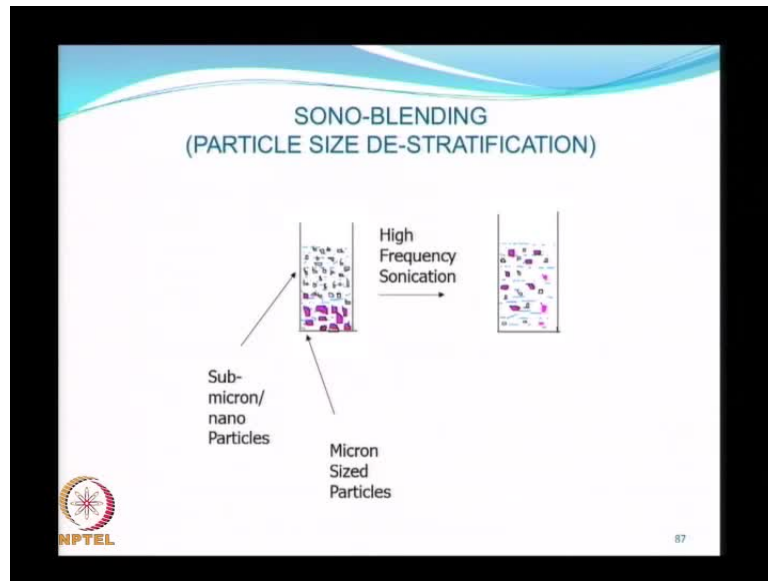 SONO-BLENDING
(PARTICLE SIZE DE-STRATIFICATION)
High
Frequency
Sonication
Sub-
micron/
nano
Particles
Micron
Sized
Particles
NPTEL
87